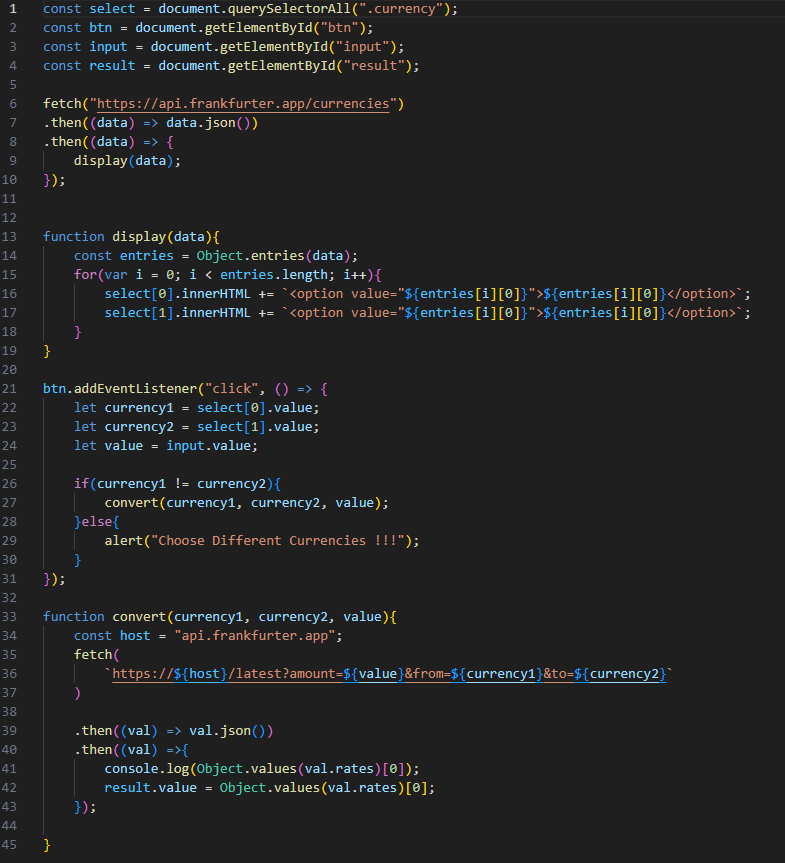 1 const select = document.querySelectorAll(".currency");
2 const btn = document.getElementById("btn");
3 const input = document.getElementById("input");
4 const result = document.getElementById("result");
5
6 fetch("https://api.frankfurter.app/currencies")
7 .then((data) => data.json())
8 .then((data) => {
9     display(data);
10 });
11
12
13 function display(data){
14     const entries = Object.entries(data);
15     for(var i = 0; i < entries.length; i++){
16         select[0].innerHTML += `<option value="${entries[i][0]}">${entries[i][0]}</option>`;
17         select[1].innerHTML += `<option value="${entries[i][0]}">${entries[i][0]}</option>`;
18     }
19 }
20
21 btn.addEventListener("click", () => {
22     let currency1 = select[0].value;
23     let currency2 = select[1].value;
24     let value = input.value;
25
26     if(currency1 != currency2){
27         convert(currency1, currency2, value);
28     }else{
29         alert("Choose Different Currencies !!!");
30     }
31 });
32
33 function convert(currency1, currency2, value){
34     const host = "api.frankfurter.app";
35     fetch(
36         `https://${host}/latest?amount=${value}&from=${currency1}&to=${currency2}`
37     )
38
39     .then((val) => val.json())
40     .then((val) =>{
41         console.log(Object.values(val.rates)[0]);
42         result.value = Object.values(val.rates)[0];
43     });
44
45 }